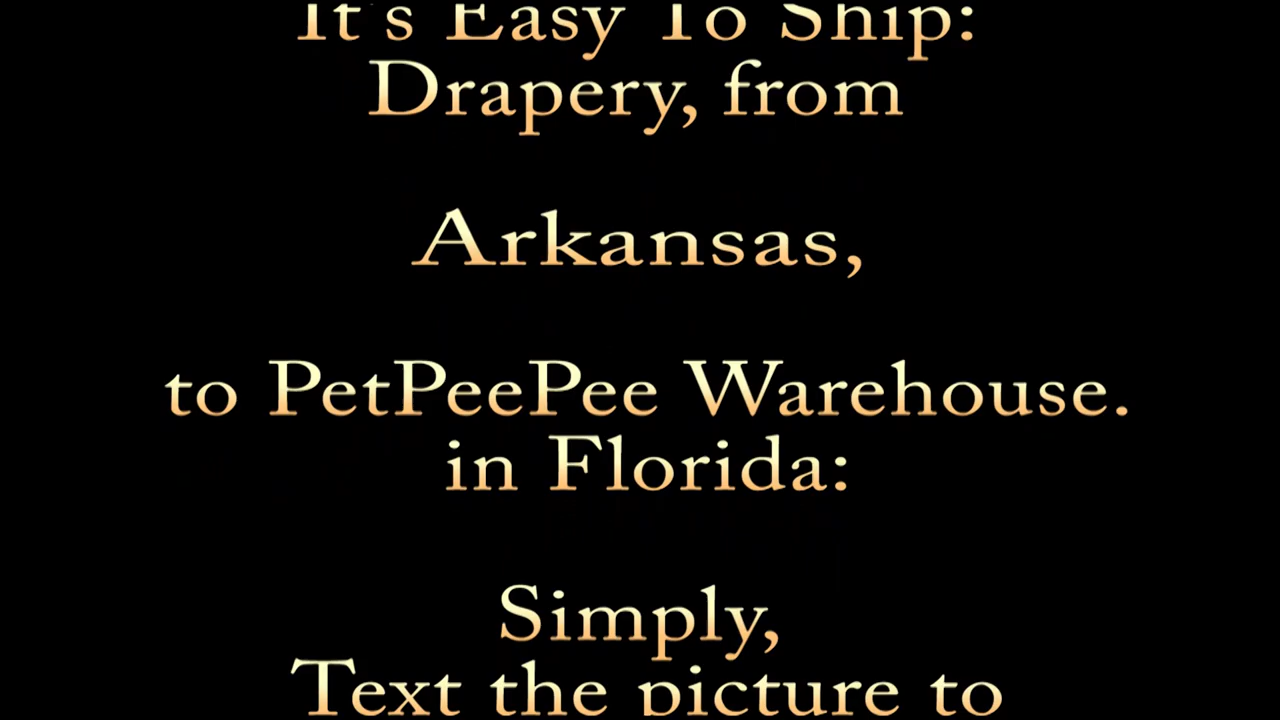 It's Easy To Ship:
Drapery, from
Arkansas,
to PetPeePee Warehouse.
in Florida:
Simply,
Text the picture to